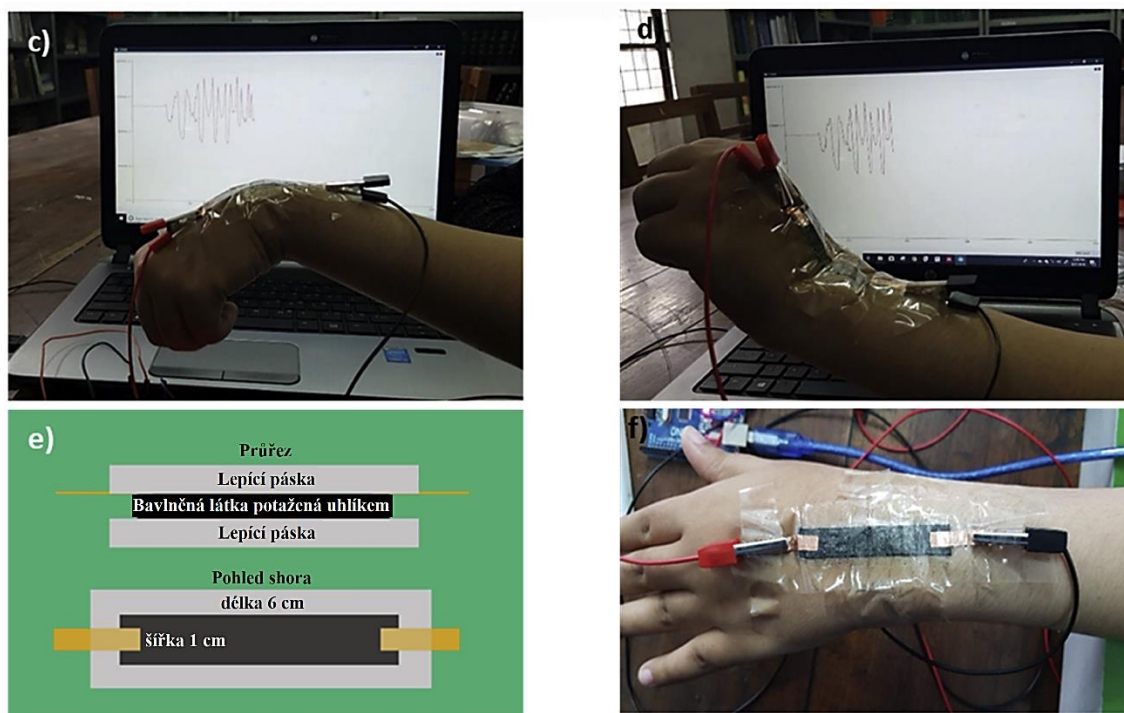 c)
d)
e)
Průřez
Lepící páska
Bavlněná látka potažená uhlíkem
Lepící páska
Pohled shora
délka 6 cm
šířka 1 cm
f)